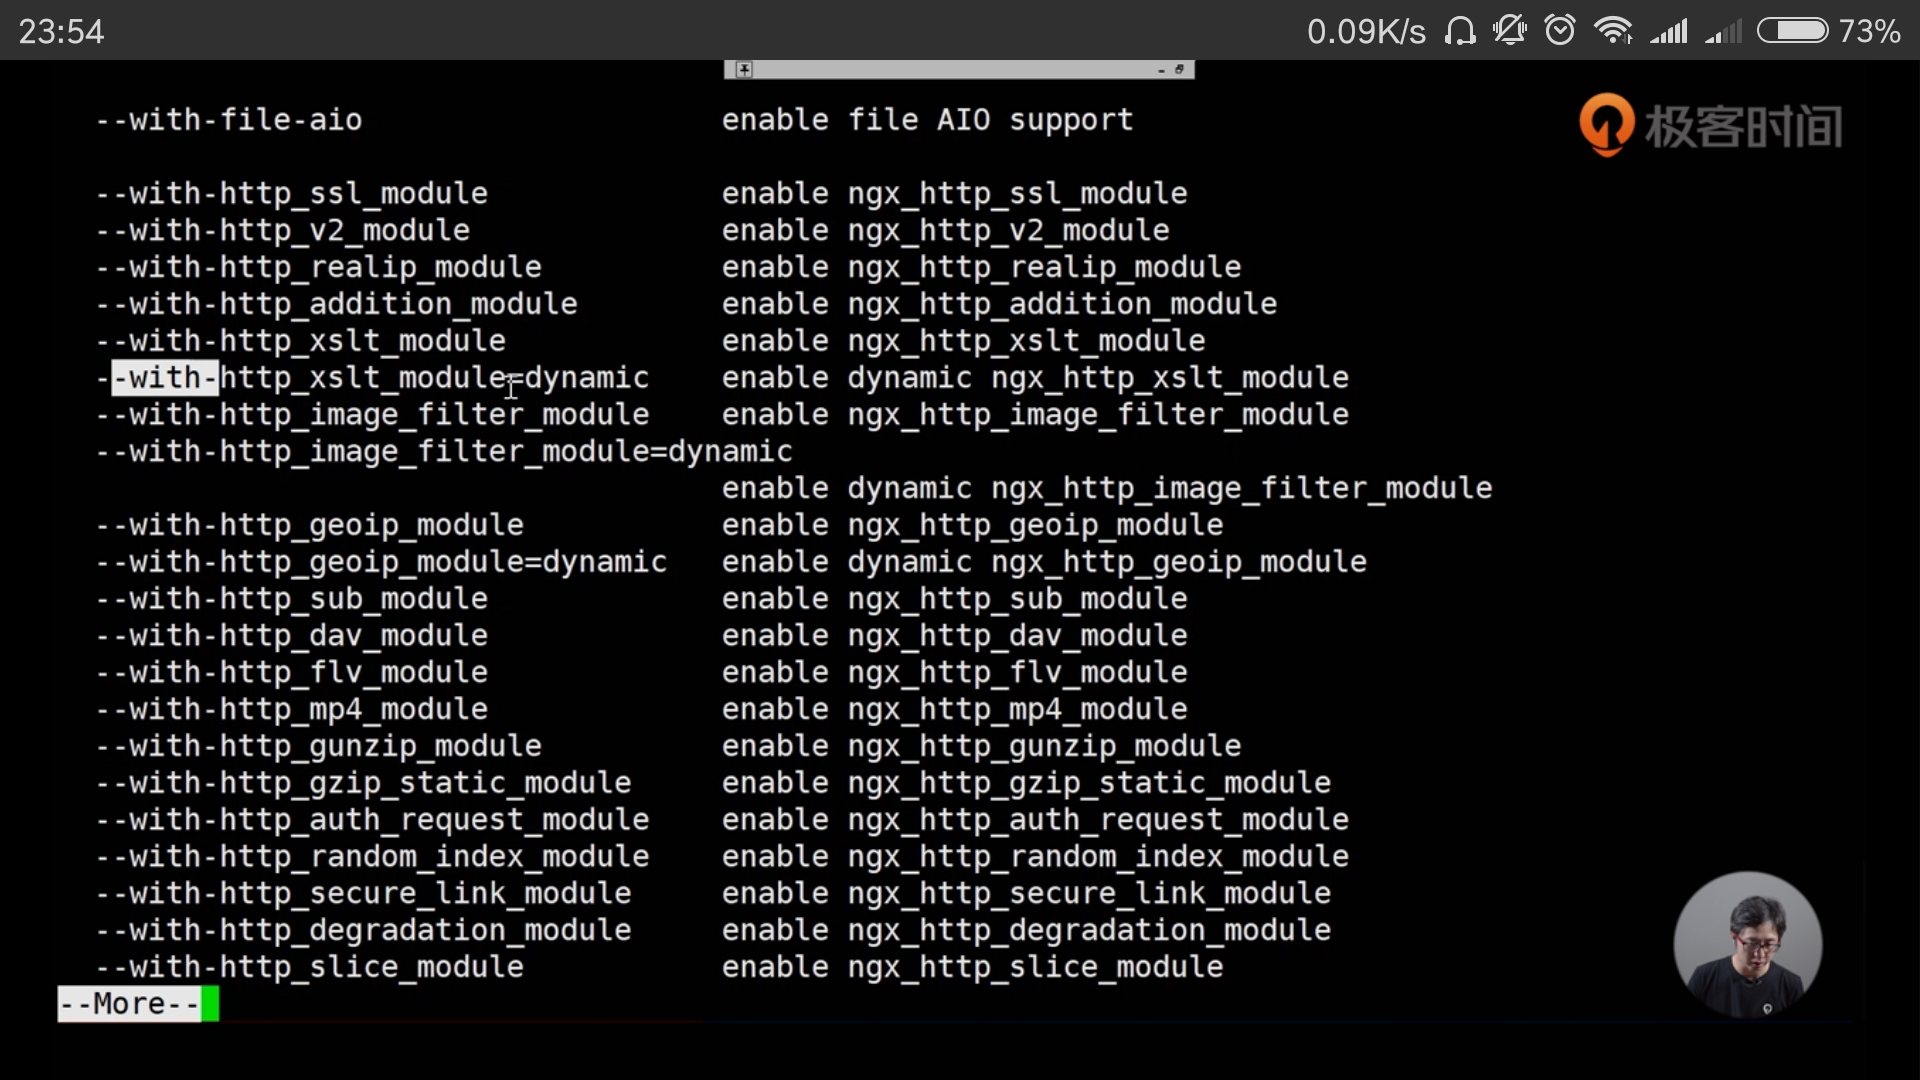 23:54 0.09K/s 73%
--with-file-aio enable file AIO support
极客时间
--with-http_ssl_module enable ngx_http_ssl_module
--with-http_v2_module enable ngx_http_v2_module
--with-http_realip_module enable ngx_http_realip_module
--with-http_addition_module enable ngx_http_addition_module
--with-http_xslt_module enable ngx_http_xslt_module
--with-http_xslt_module=dynamic enable dynamic ngx_http_xslt_module
--with-http_image_filter_module enable ngx_http_image_filter_module
--with-http_image_filter_module=dynamic
enable dynamic ngx_http_image_filter_module
--with-http_geoip_module enable ngx_http_geoip_module
--with-http_geoip_module=dynamic enable dynamic ngx_http_geoip_module
--with-http_sub_module enable ngx_http_sub_module
--with-http_dav_module enable ngx_http_dav_module
--with-http_flv_module enable ngx_http_flv_module
--with-http_mp4_module enable ngx_http_mp4_module
--with-http_gunzip_module enable ngx_http_gunzip_module
--with-http_gzip_static_module enable ngx_http_gzip_static_module
--with-http_auth_request_module enable ngx_http_auth_request_module
--with-http_random_index_module enable ngx_http_random_index_module
--with-http_secure_link_module enable ngx_http_secure_link_module
--with-http_degradation_module enable ngx_http_degradation_module
--with-http_slice_module enable ngx_http_slice_module
--More--